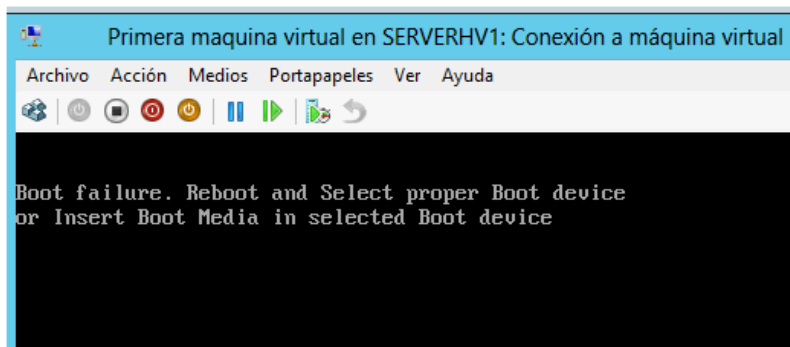 Primera maquina virtual en SERVERHV1: Conexión a máquina virtual
Archivo Acción Medios Portapapeles Ver Ayuda
Boot failure. Reboot and Select proper Boot device
or Insert Boot Media in selected Boot device